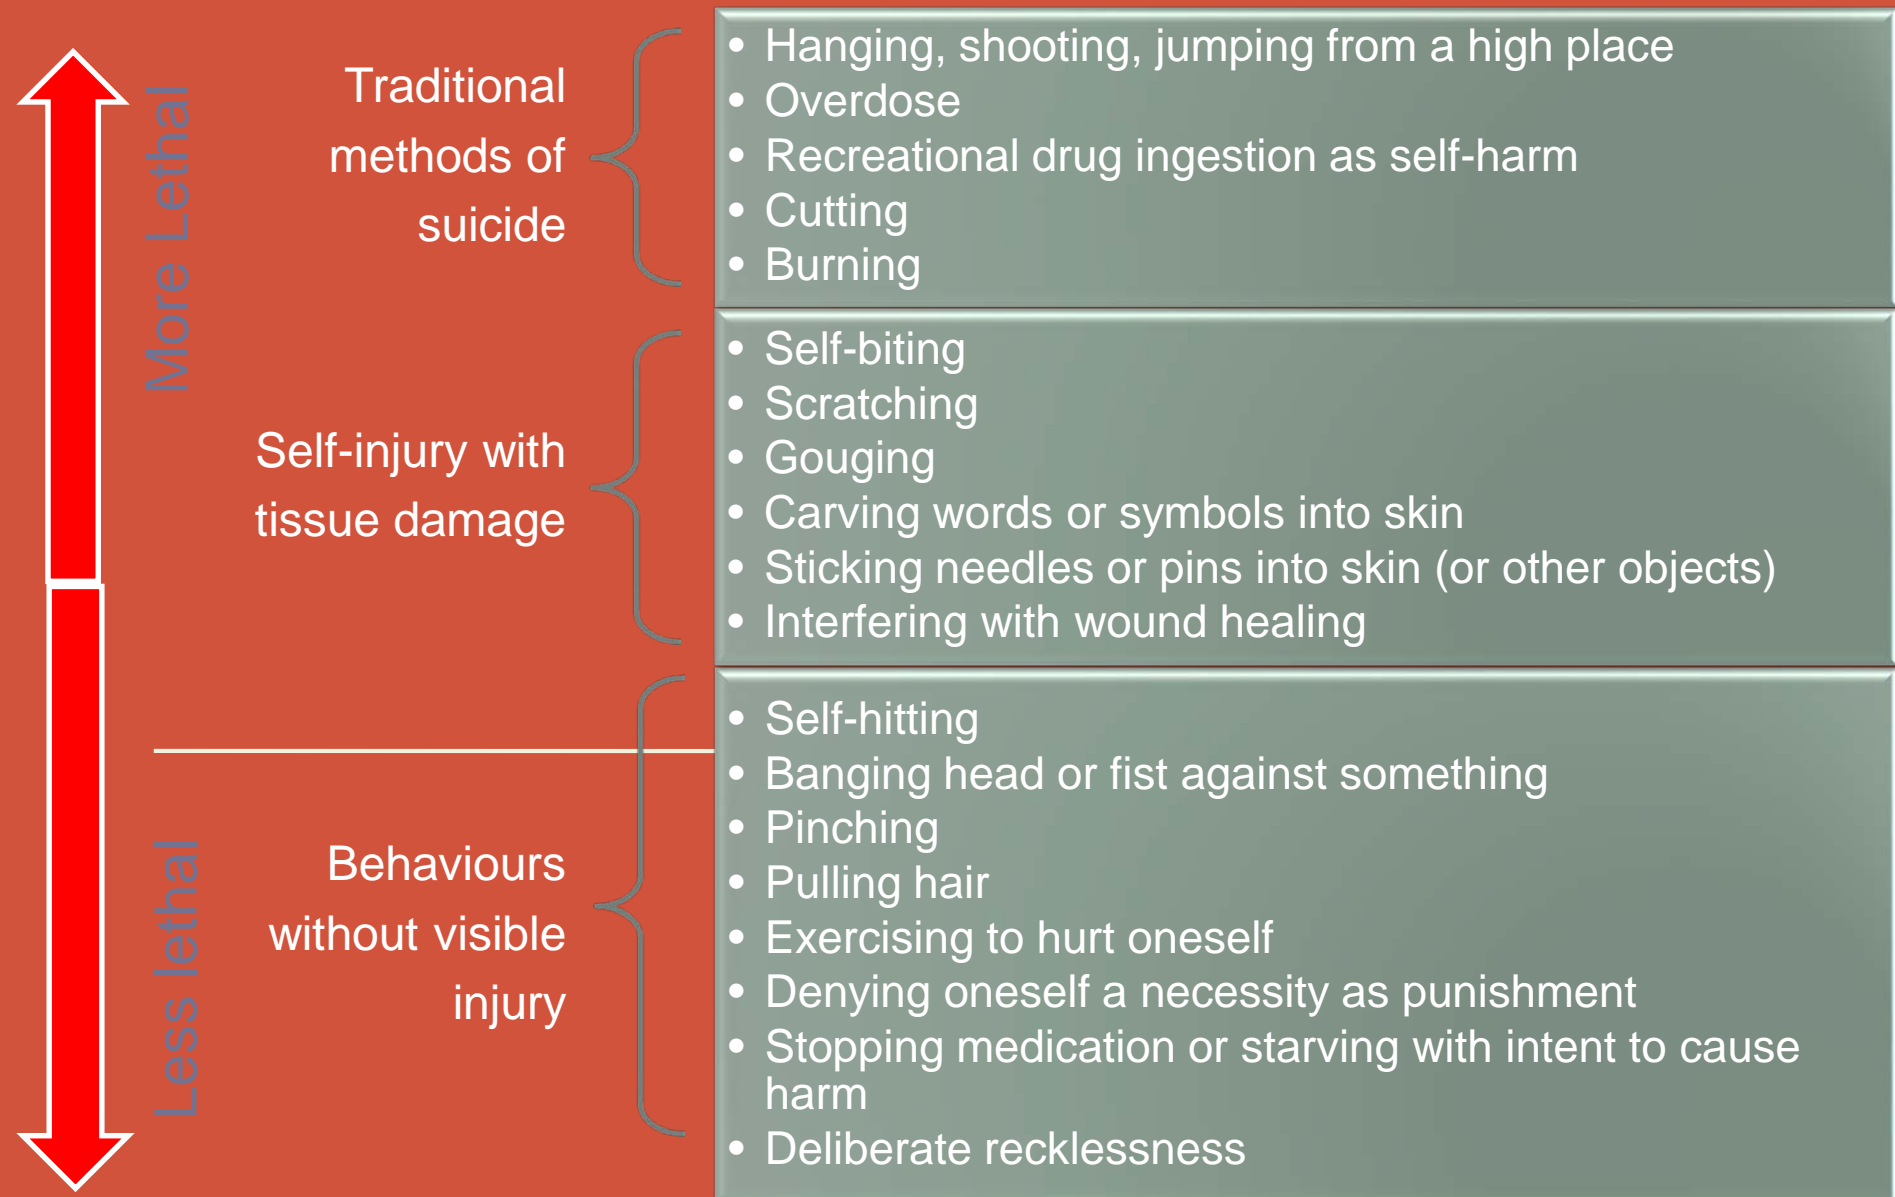 More Lethal
Traditional
methods of
suicide
• Hanging, shooting, jumping from a high place
• Overdose
• Recreational drug ingestion as self-harm
• Cutting
• Burning
Self-injury with
tissue damage
• Self-biting
• Scratching
• Gouging
• Carving words or symbols into skin
• Sticking needles or pins into skin (or other objects)
• Interfering with wound healing
Less lethal
Behaviours
without visible
injury
• Self-hitting
• Banging head or fist against something
• Pinching
• Pulling hair
• Exercising to hurt oneself
• Denying oneself a necessity as punishment
• Stopping medication or starving with intent to cause
harm
• Deliberate recklessness